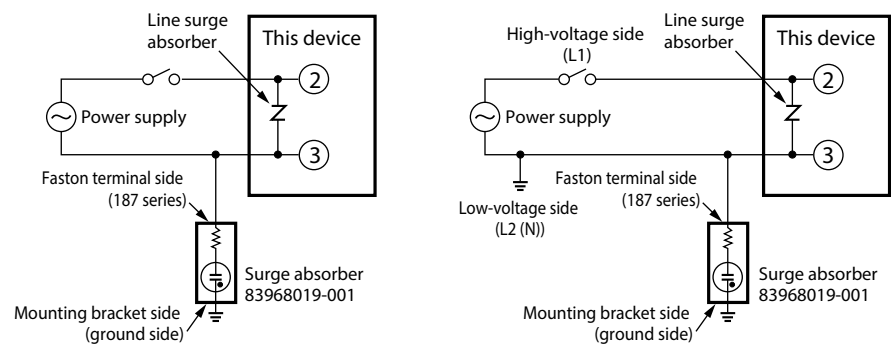 Line surge
absorber
This device
2
Power supply
3
Faston terminal side
(187 series)
Surge absorber
83968019-001
Mounting bracket side
(ground side)
Line surge
absorber
This device
High-voltage side
(L1)
2
Power supply
3
Faston terminal side
(187 series)
Low-voltage side
(L2 (N))
Surge absorber
83968019-001
Mounting bracket side
(ground side)